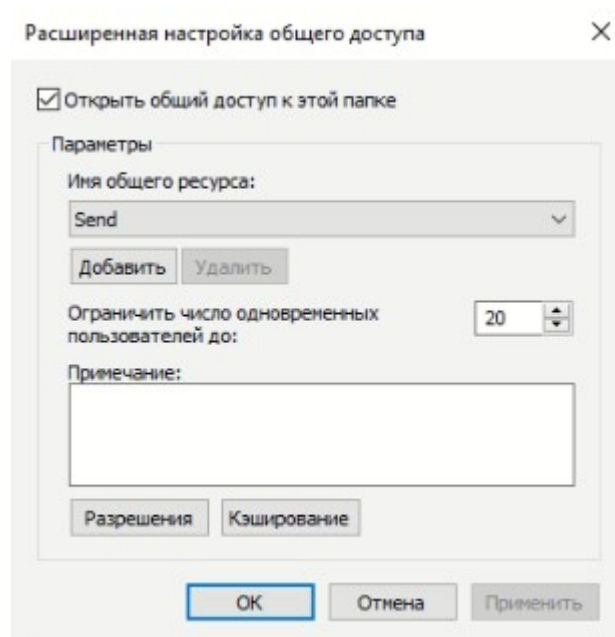 Расширенная настройка общего доступа
Открыть общий доступ к этой папке
Параметры
Имя общего ресурса:
Send
Добавить Удалить
Ограничить число одновременных 20
пользователей до:
Примечание:
Разрешения Кэширование
ОК Отмена Применить